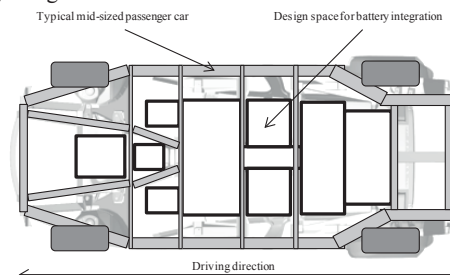 Typical mid-sized passenger car
Design space for battery integration
Driving direction